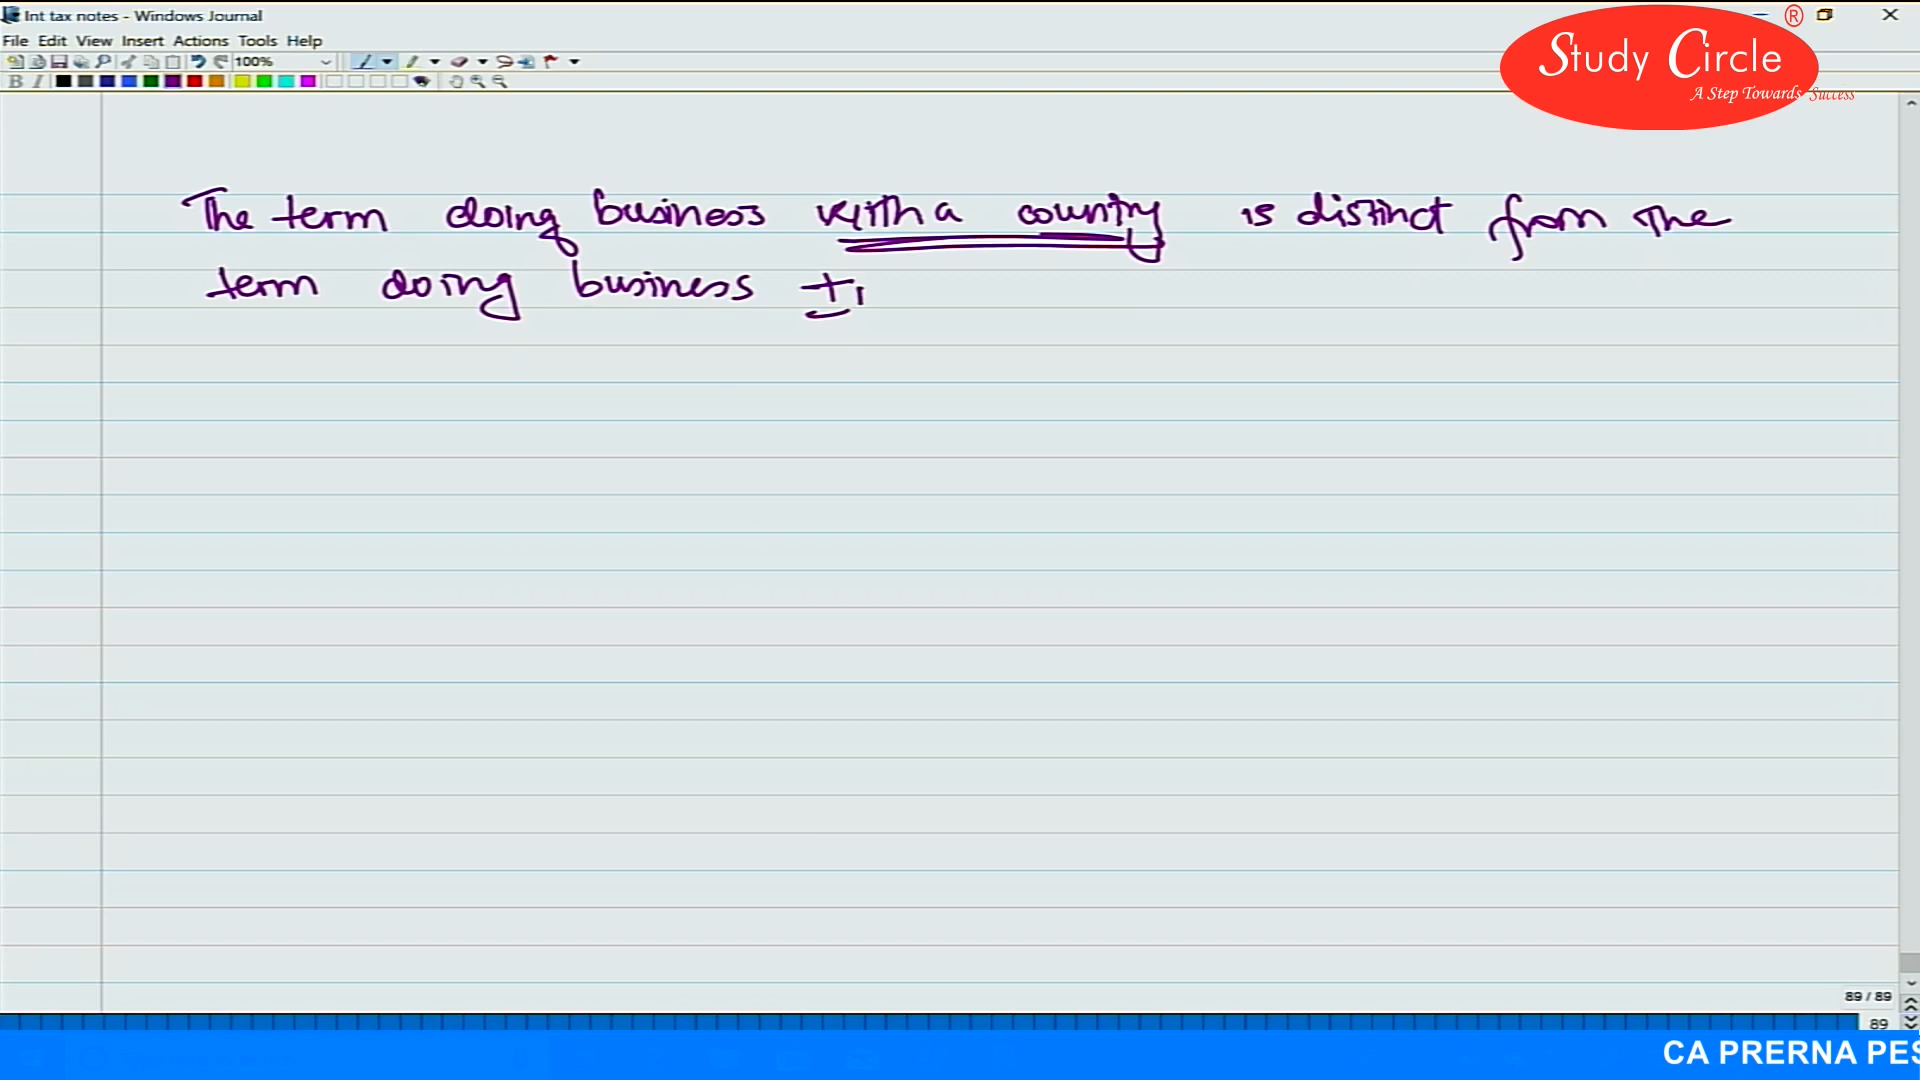 Int tax notes - Windows Journal
File Edit View Insert Actions Tools Help
100%
B I
Study Circle ®
A Step Towards Success
The term doing business with a country is distinct from the
term doing business
89 / 89
89
CA PRERNA PES